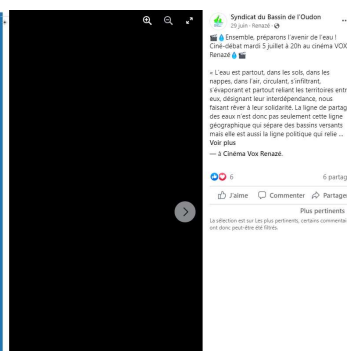 Syndicat du Bassin de l'Oudon
29 juin · Renazé ·
Ensemble, préparons l'avenir de l'eau !
Ciné-débat mardi 5 juillet à 20h au cinéma VOX
Renazé
« L'eau est partout, dans les sols, dans les
nappes, dans l'air, circulant, s'infiltrant,
s'évaporant et partout reliant les territoires entr
eux, désignant leur interdépendance, nous
faisant rêver à leur solidarité. La ligne de partag
des eaux n'est donc pas seulement cette ligne
géographique qui sépare des bassins versants
mais elle est aussi la ligne politique qui relie ...
Voir plus
— à Cinéma Vox Renazé.
6 6 partag
J'aime Commenter Partager
Plus pertinents
La sélection est sur Les plus pertinents, certains commentai
ont donc peut-être été filtrés.